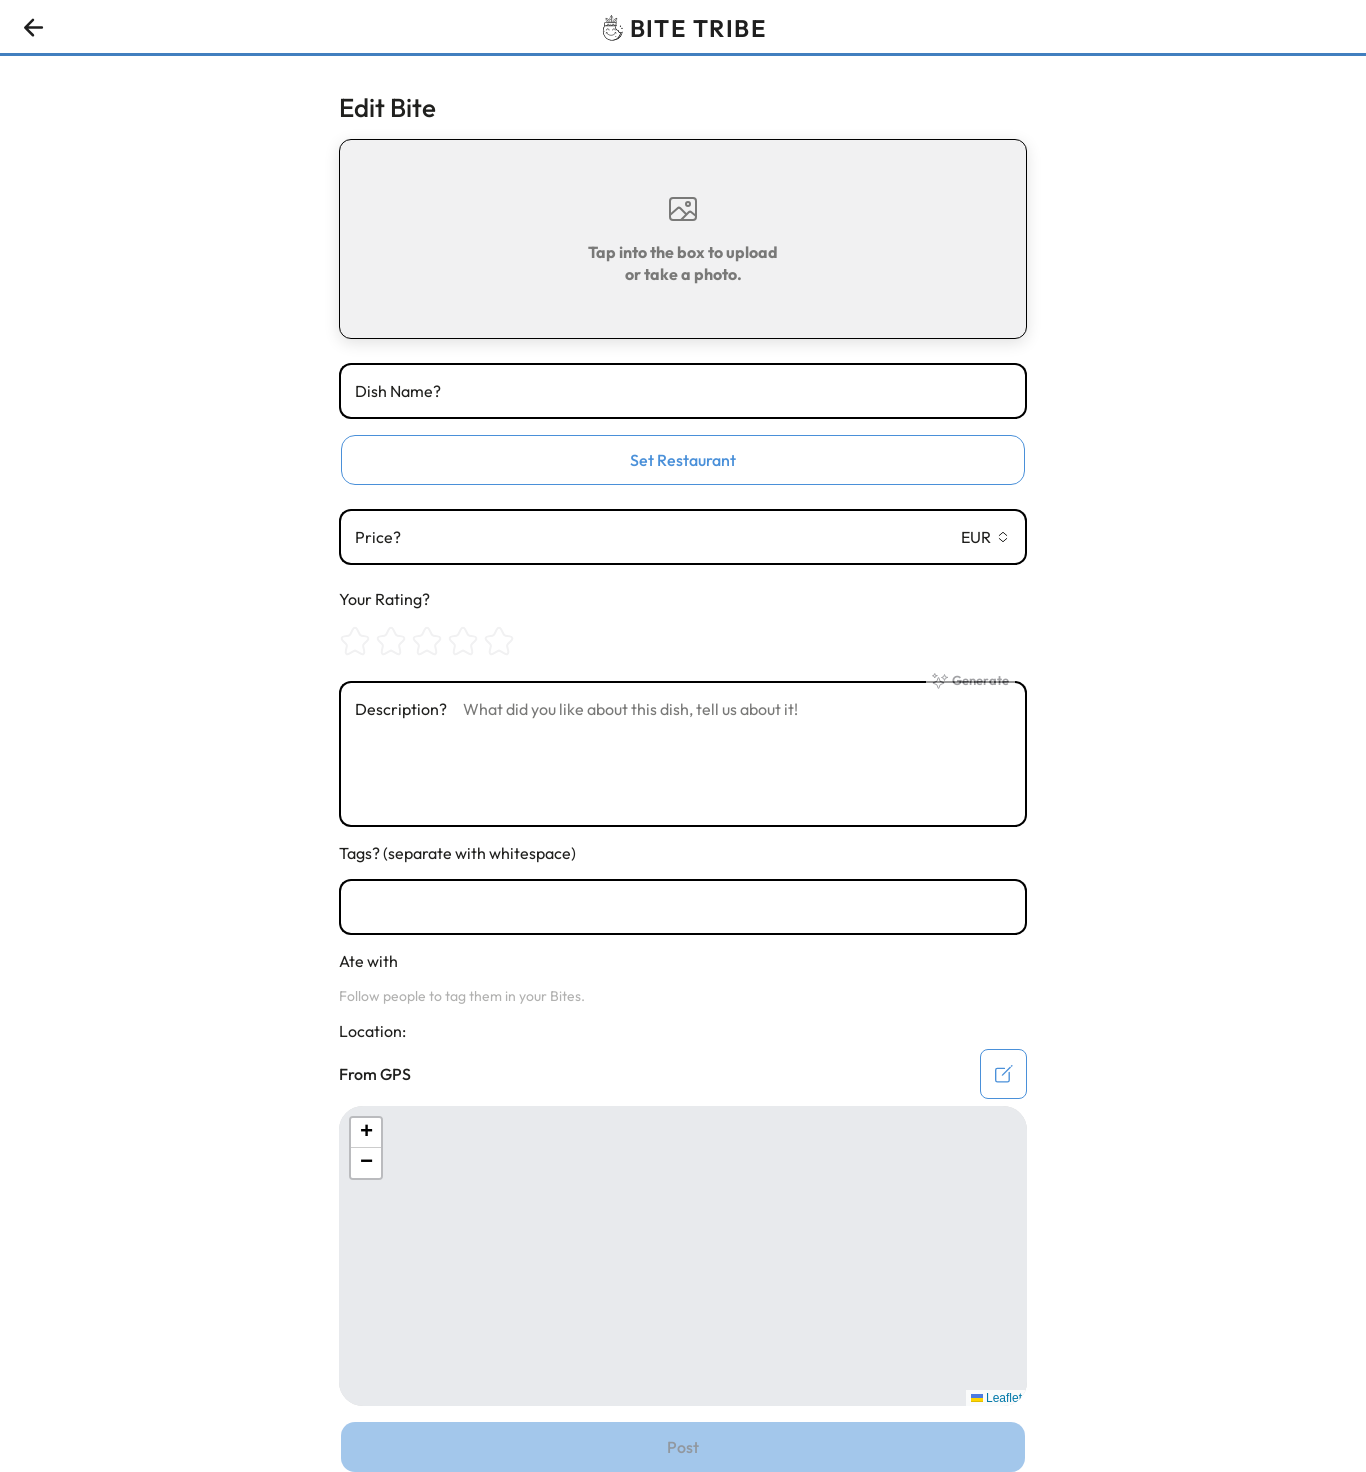 BITE TRIBE
Edit Bite
Tap into the box to upload
or take a photo.
Dish Name?
Set Restaurant
Price?
EUR
Your Rating?
Generate
Description?
What did you like about this dish, tell us about it!
Tags? (separate with whitespace)
Ate with
Follow people to tag them in your Bites.
Location:
From GPS
+
−
Leaflet
Post